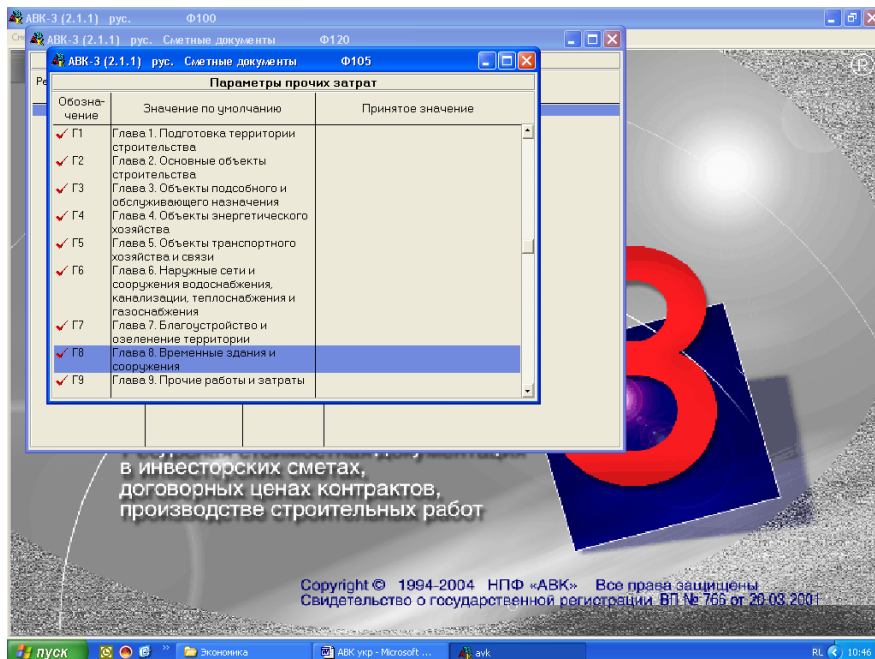 АВК-3 (2.1.1) рус. Ф100
АВК-3 (2.1.1) рус. Сметные документы Ф120
АВК-3 (2.1.1) рус. Сметные документы Ф105
Параметры прочих затрат
Обозна-
чение
Значение по умолчанию
Принятое значение
Г1 Глава 1. Подготовка территории
строительства
Г2 Глава 2. Основные объекты
строительства
Г3 Глава 3. Объекты подсобного и
обслуживающего назначения
Г4 Глава 4. Объекты энергетического
хозяйства
Г5 Глава 5. Объекты транспортного
хозяйства и связи
Г6 Глава 6. Наружные сети и
сооружения водоснабжения,
канализации, теплоснабжения и
газоснабжения
Г7 Глава 7. Благоустройство и
озеленение территории
Г8 Глава 8. Временные здания и
сооружения
Г9 Глава 9. Прочие работы и затраты
3
®
в инвесторских сметах,
договорных ценах контрактов,
производстве строительных работ
Copyright © 1994-2004 НПФ «АВК» Все права защищены
Свидетельство о государственной регистрации ВП № 766 от 20.03.2001
пуск
Экономика
АВК укр - Microsoft ...
avk
RL
10:46